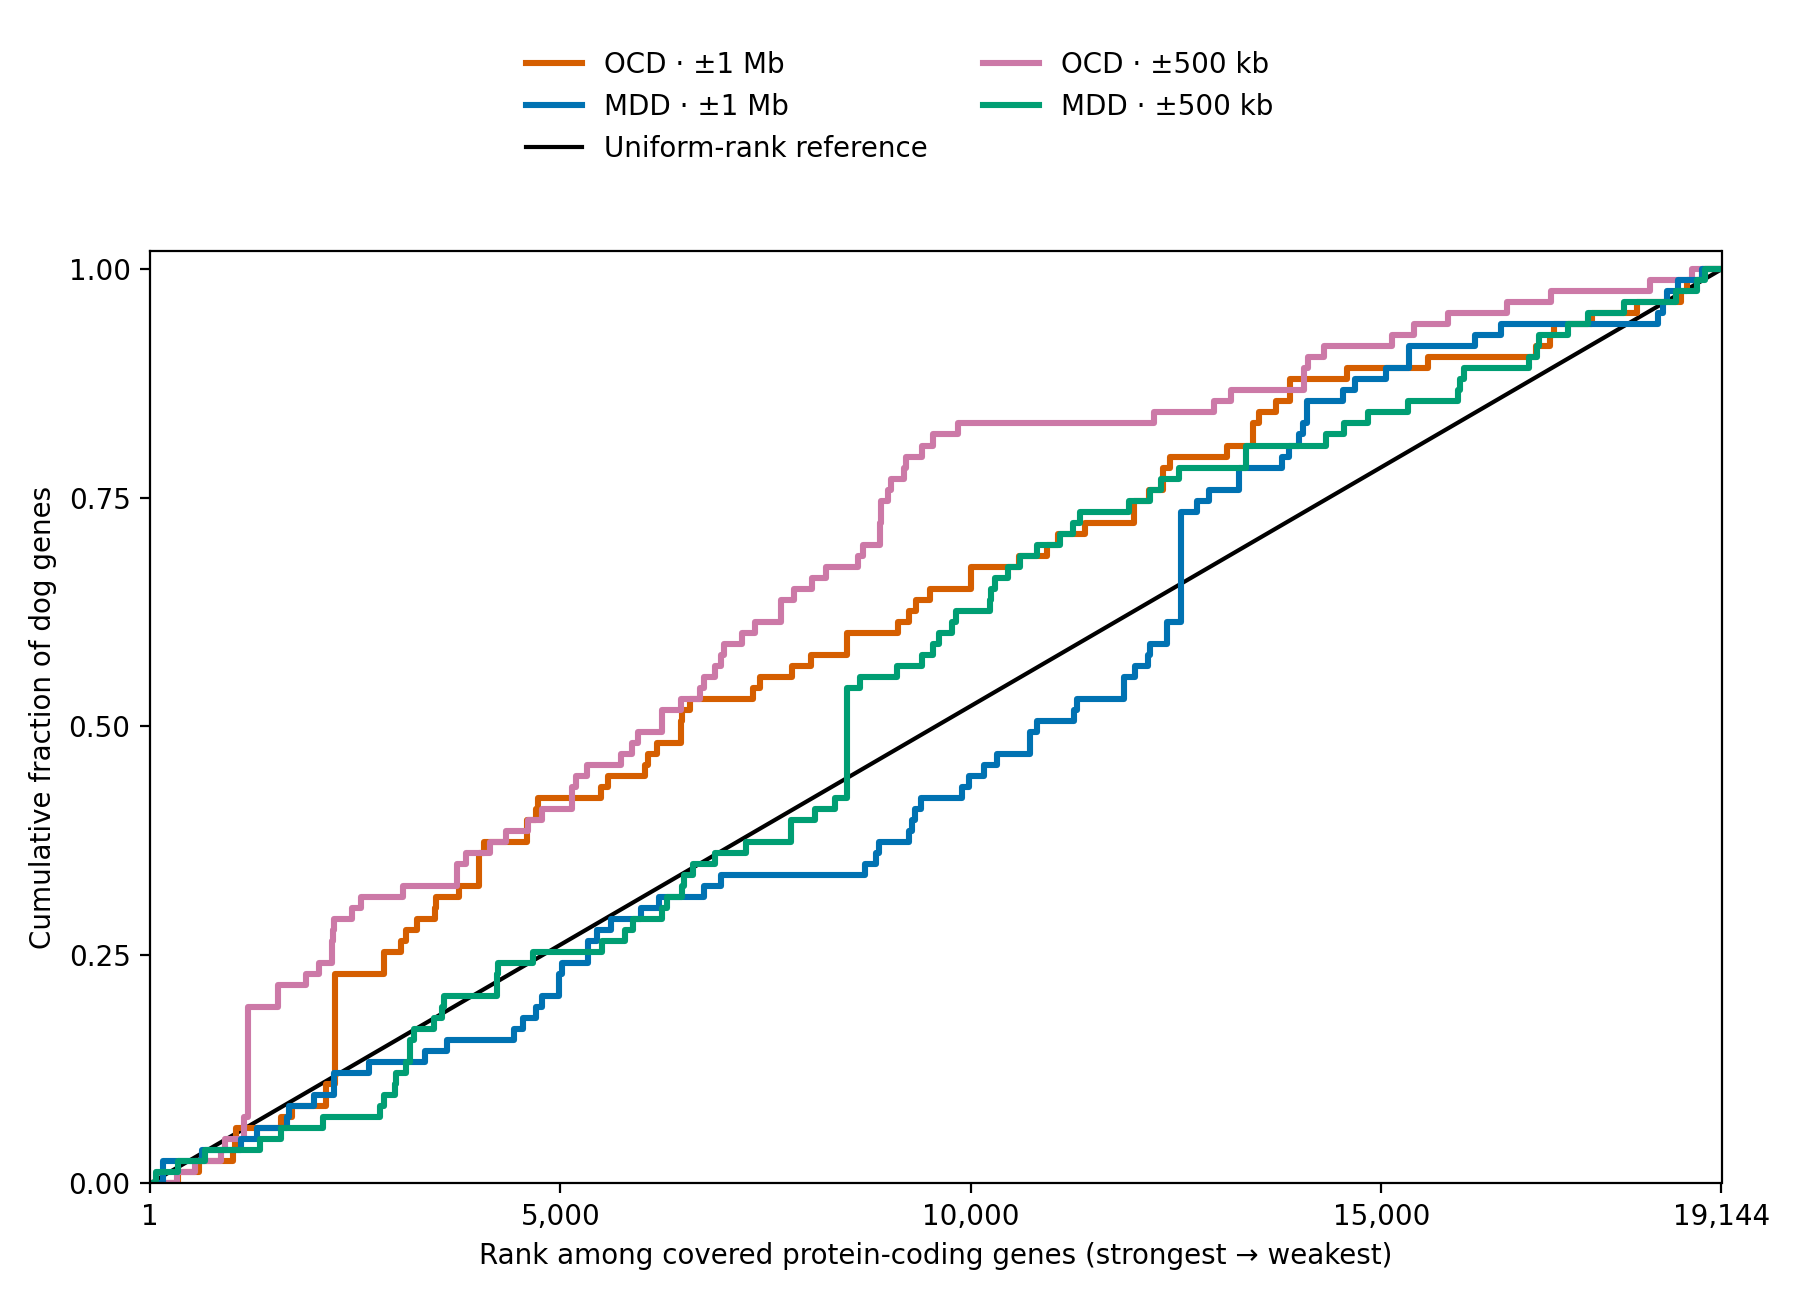 OCD · ±1 Mb
MDD · ±1 Mb
Uniform-rank reference
OCD · ±500 kb
MDD · ±500 kb
1.00
0.75
0.50
0.25
0.00
Cumulative fraction of dog genes
1
5,000
10,000
15,000
19,144
Rank among covered protein-coding genes (strongest → weakest)